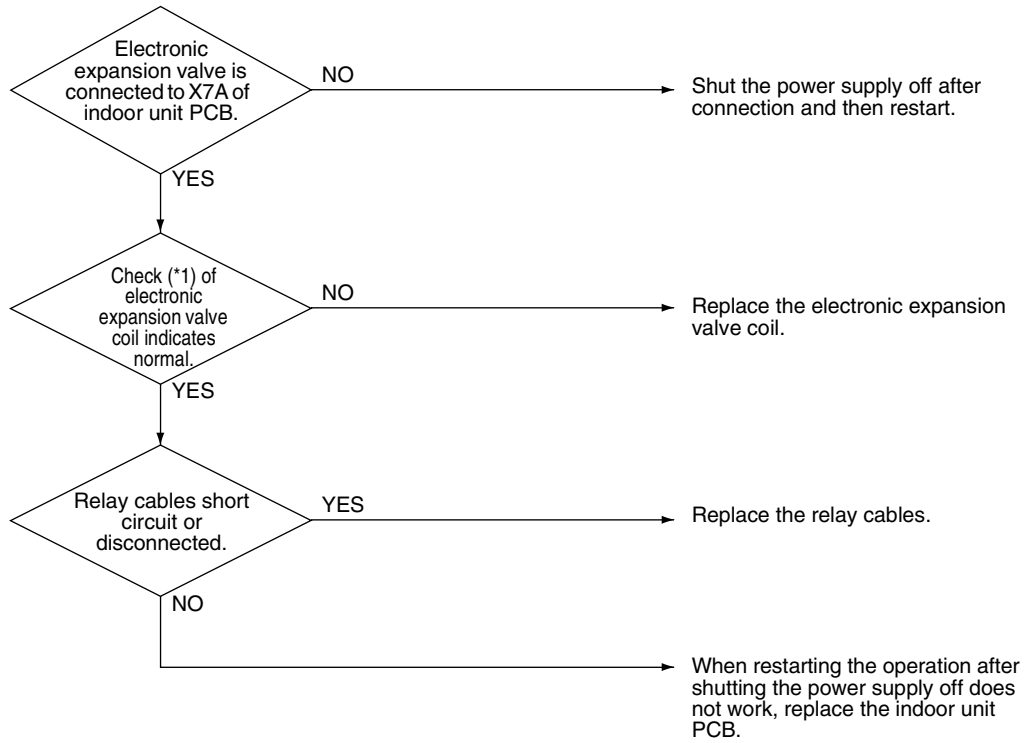 Electronic
expansion valve is
connected to X7A of
indoor unit PCB.
NO
Shut the power supply off after
connection and then restart.
YES
Check (*1) of
electronic
expansion valve
coil indicates
normal.
NO
Replace the electronic expansion
valve coil.
YES
Relay cables short
circuit or
disconnected.
YES
Replace the relay cables.
NO
When restarting the operation after
shutting the power supply off does
not work, replace the indoor unit
PCB.